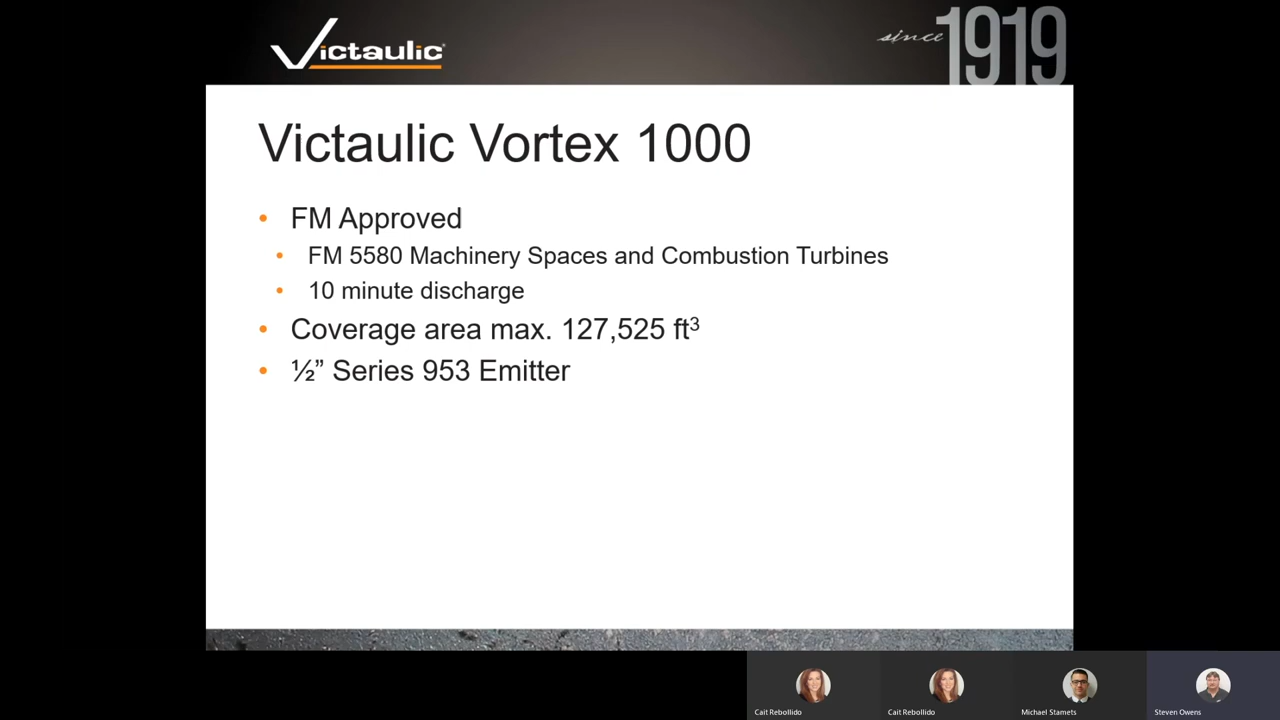 Victaulic
since 1919
Victaulic Vortex 1000
• FM Approved
• FM 5580 Machinery Spaces and Combustion Turbines
• 10 minute discharge
• Coverage area max. 127,525 ft³
• ½” Series 953 Emitter
Cait Rebollido
Cait Rebollido
Michael Stamets
Steven Owens